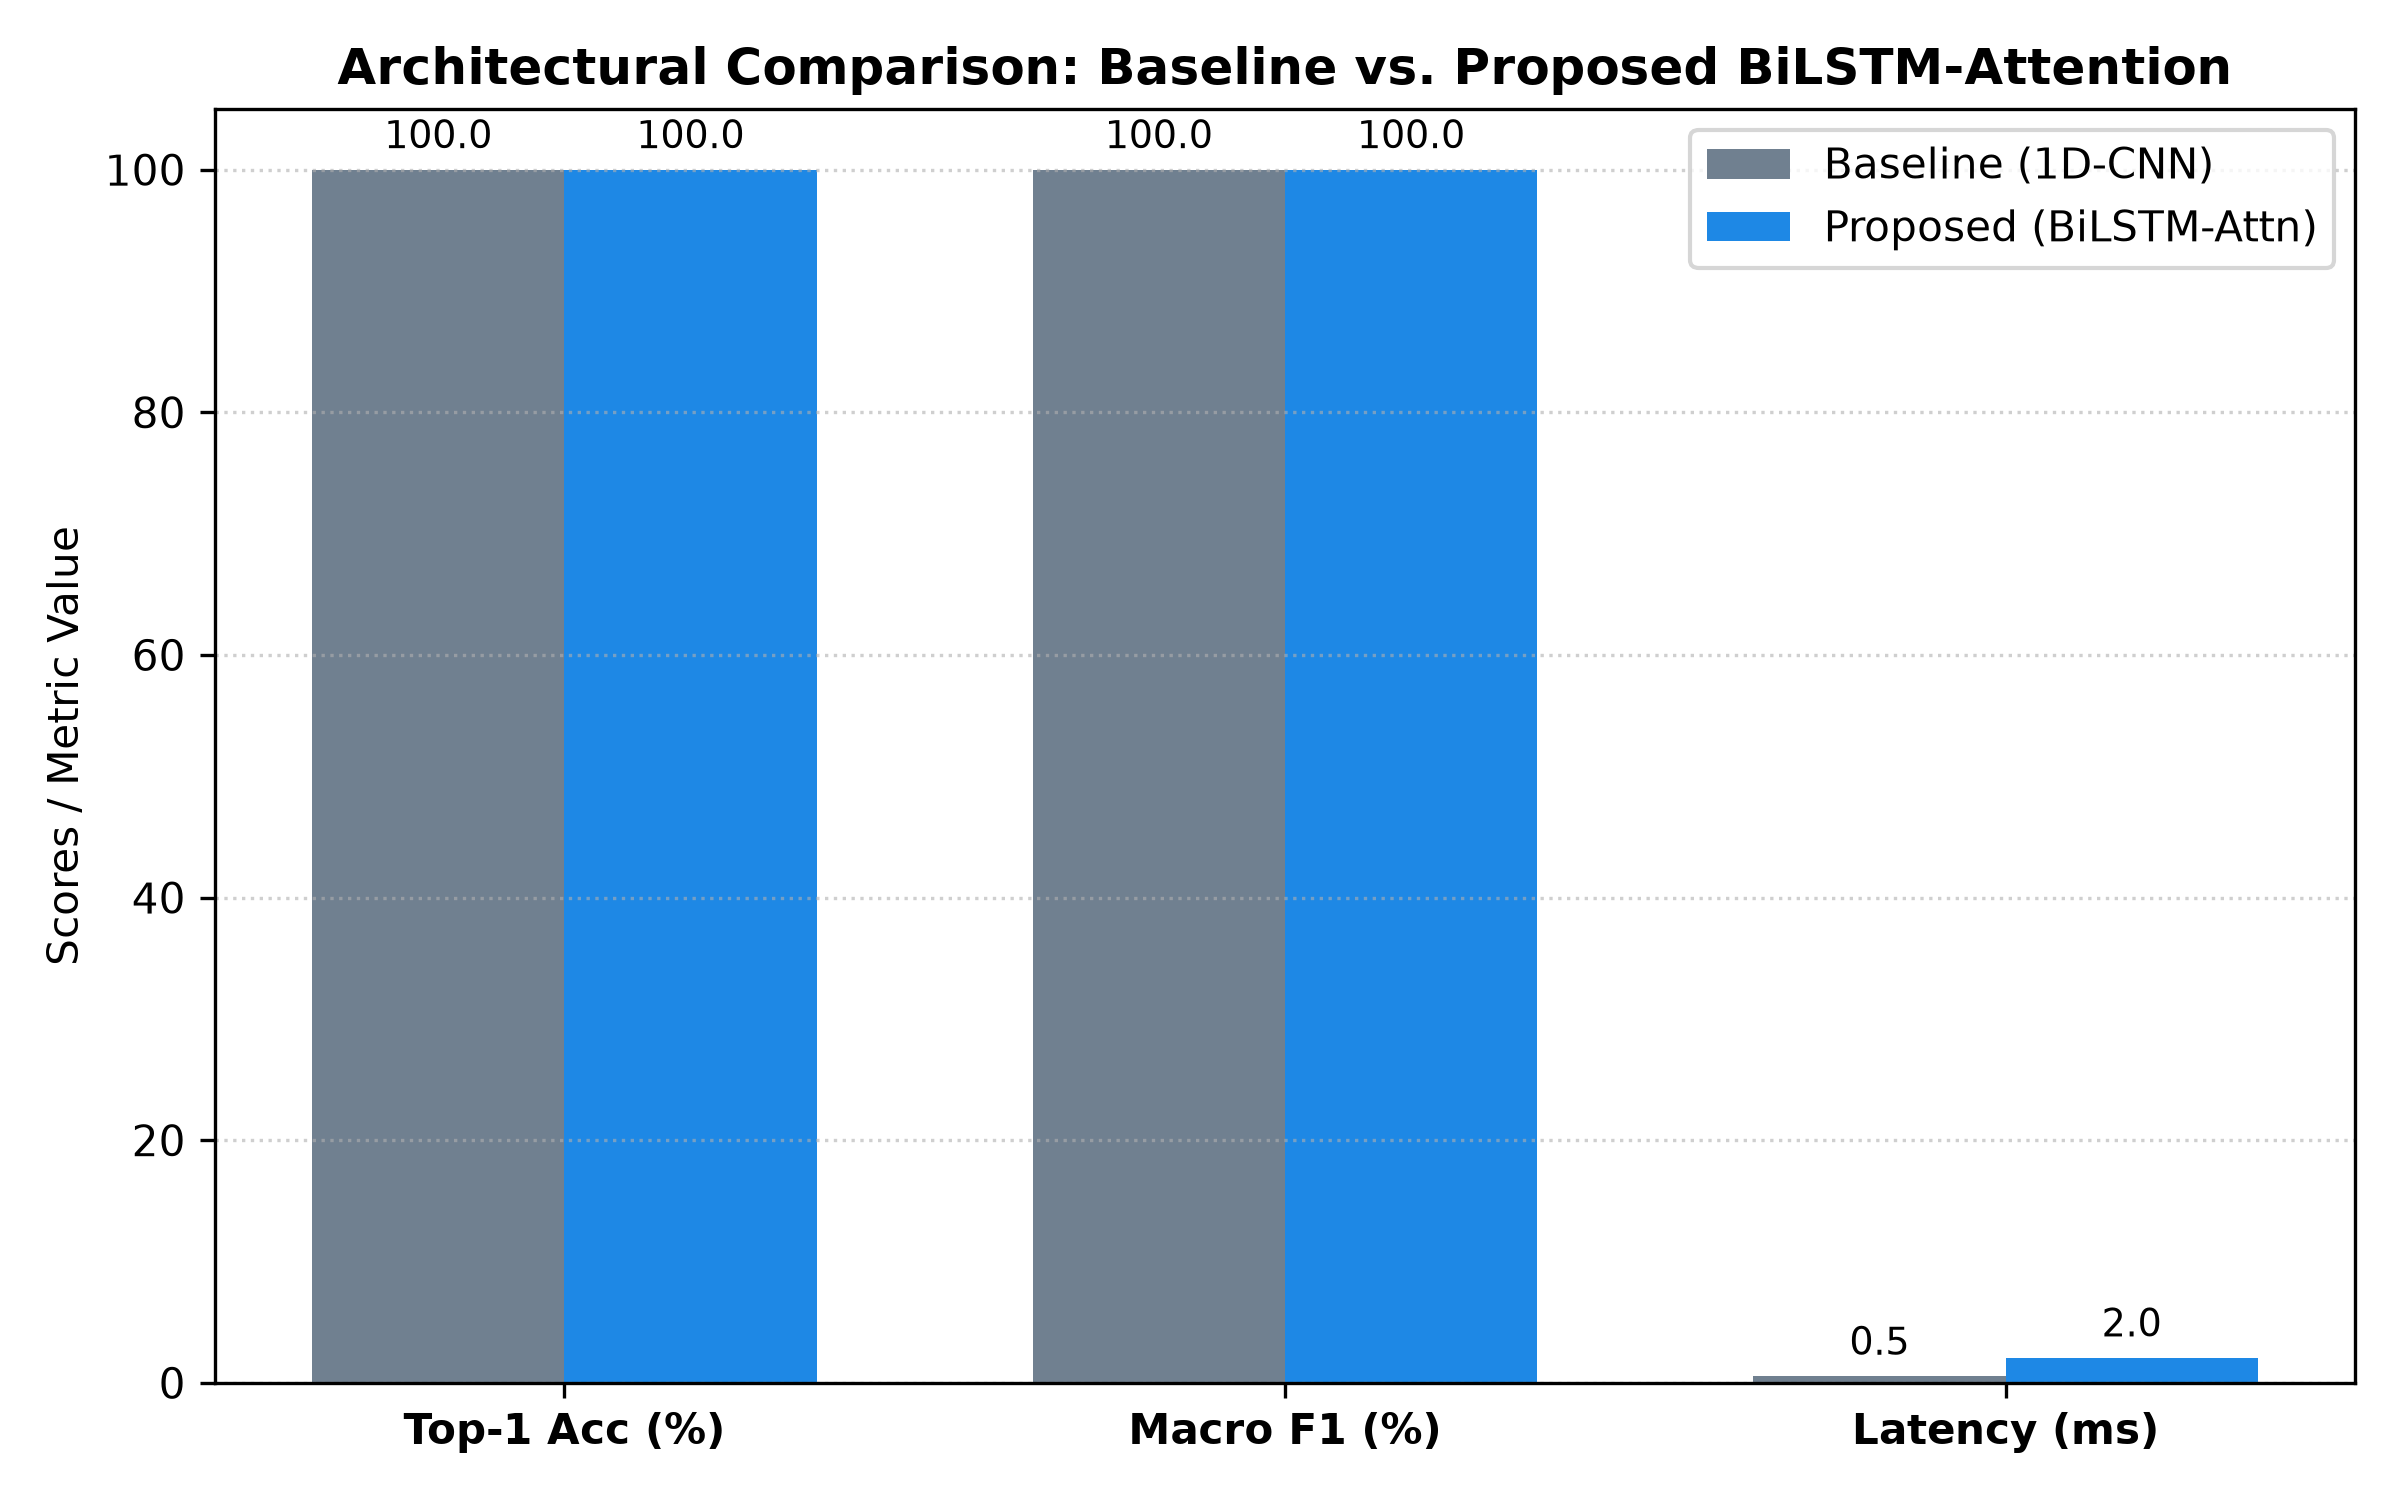 Architectural Comparison: Baseline vs. Proposed BiLSTM-Attention
100.0
100.0
100.0
100.0
Baseline (1D-CNN)
Proposed (BiLSTM-Attn)
100
80
60
40
20
0
Scores / Metric Value
0.5
2.0
Top-1 Acc (%)
Macro F1 (%)
Latency (ms)